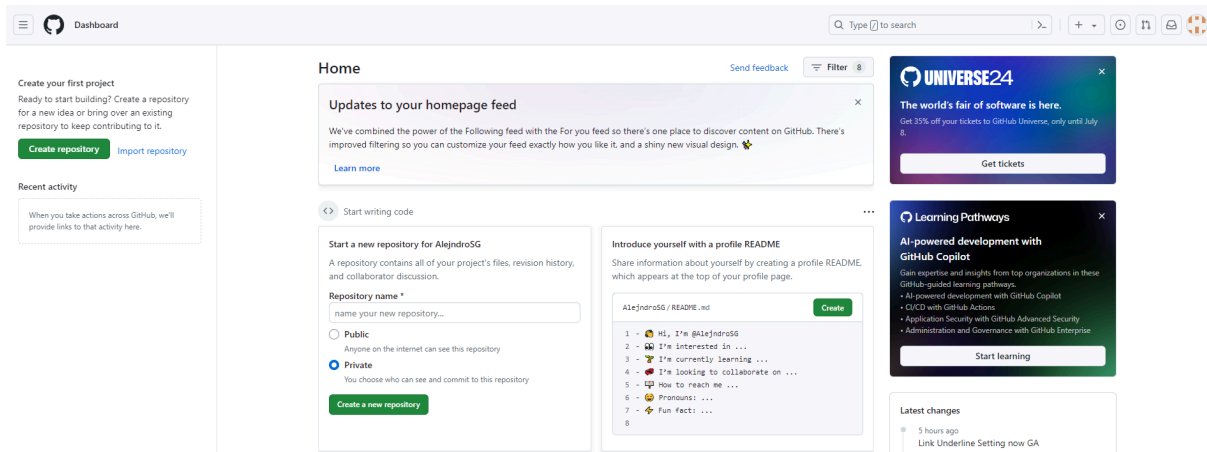 Dashboard
Type / to search
Create your first project
Ready to start building? Create a repository
for a new idea or bring over an existing
repository to keep contributing to it.
Create repository
Import repository
Recent activity
When you take actions across GitHub, we'll
provide links to that activity here.
Home
Send feedback
Filter 8
Updates to your homepage feed
We've combined the power of the Following feed with the For you feed so there's one place to discover content on GitHub. There's
improved filtering so you can customize your feed exactly how you like it, and a shiny new visual design. ✨
Learn more
Start writing code
Start a new repository for AlejndroSG
A repository contains all of your project's files, revision history,
and collaborator discussion.
Repository name *
name your new repository...
Public
Anyone on the internet can see this repository
Private
You choose who can see and commit to this repository
Create a new repository
Introduce yourself with a profile README
Share information about yourself by creating a profile README,
which appears at the top of your profile page.
AlejndroSG / README.md
Create
1 - 👋 Hi, I'm @AlejndroSG
2 - 👀 I'm interested in ...
3 - 🌱 I'm currently learning ...
4 - 💞️ I'm looking to collaborate on ...
5 - 📫 How to reach me ...
6 - 😄 Pronouns: ...
7 - ⚡ Fun fact: ...
8
UNIVERSE24
The world's fair of software is here.
Get 35% off your tickets to GitHub Universe, only until July
8.
Get tickets
Learning Pathways
AI-powered development with
GitHub Copilot
Gain expertise and insights from top organizations in these
GitHub-guided learning pathways.
• AI-powered development with GitHub Copilot
• CI/CD with GitHub Actions
• Application Security with GitHub Advanced Security
• Administration and Governance with GitHub Enterprise
Start learning
Latest changes
5 hours ago
Link Underline Setting now GA